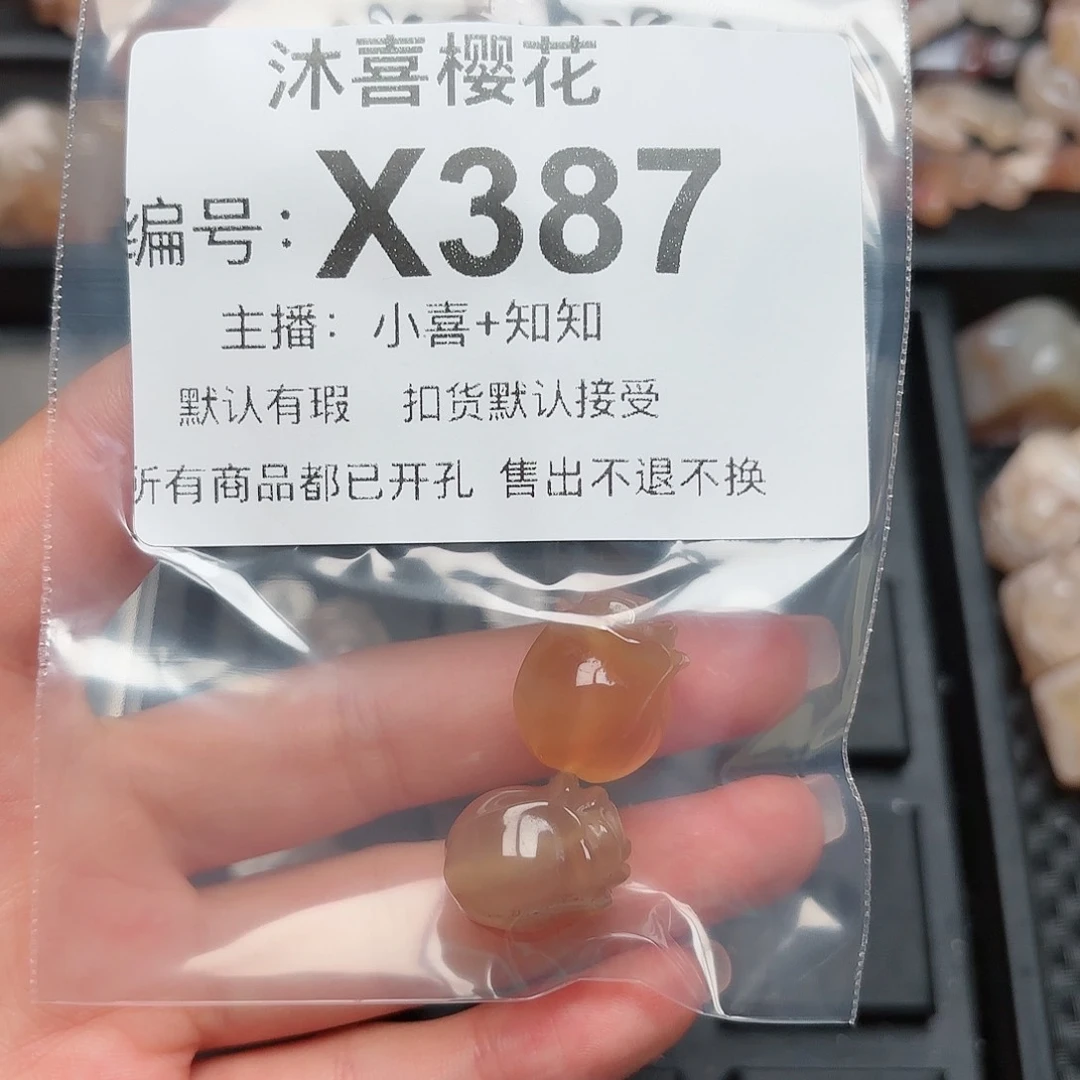 沐喜樱花
编号：X387
主播：小喜+知知
默认有瑕 扣货默认接受
所有商品都已开孔 售出不退不换